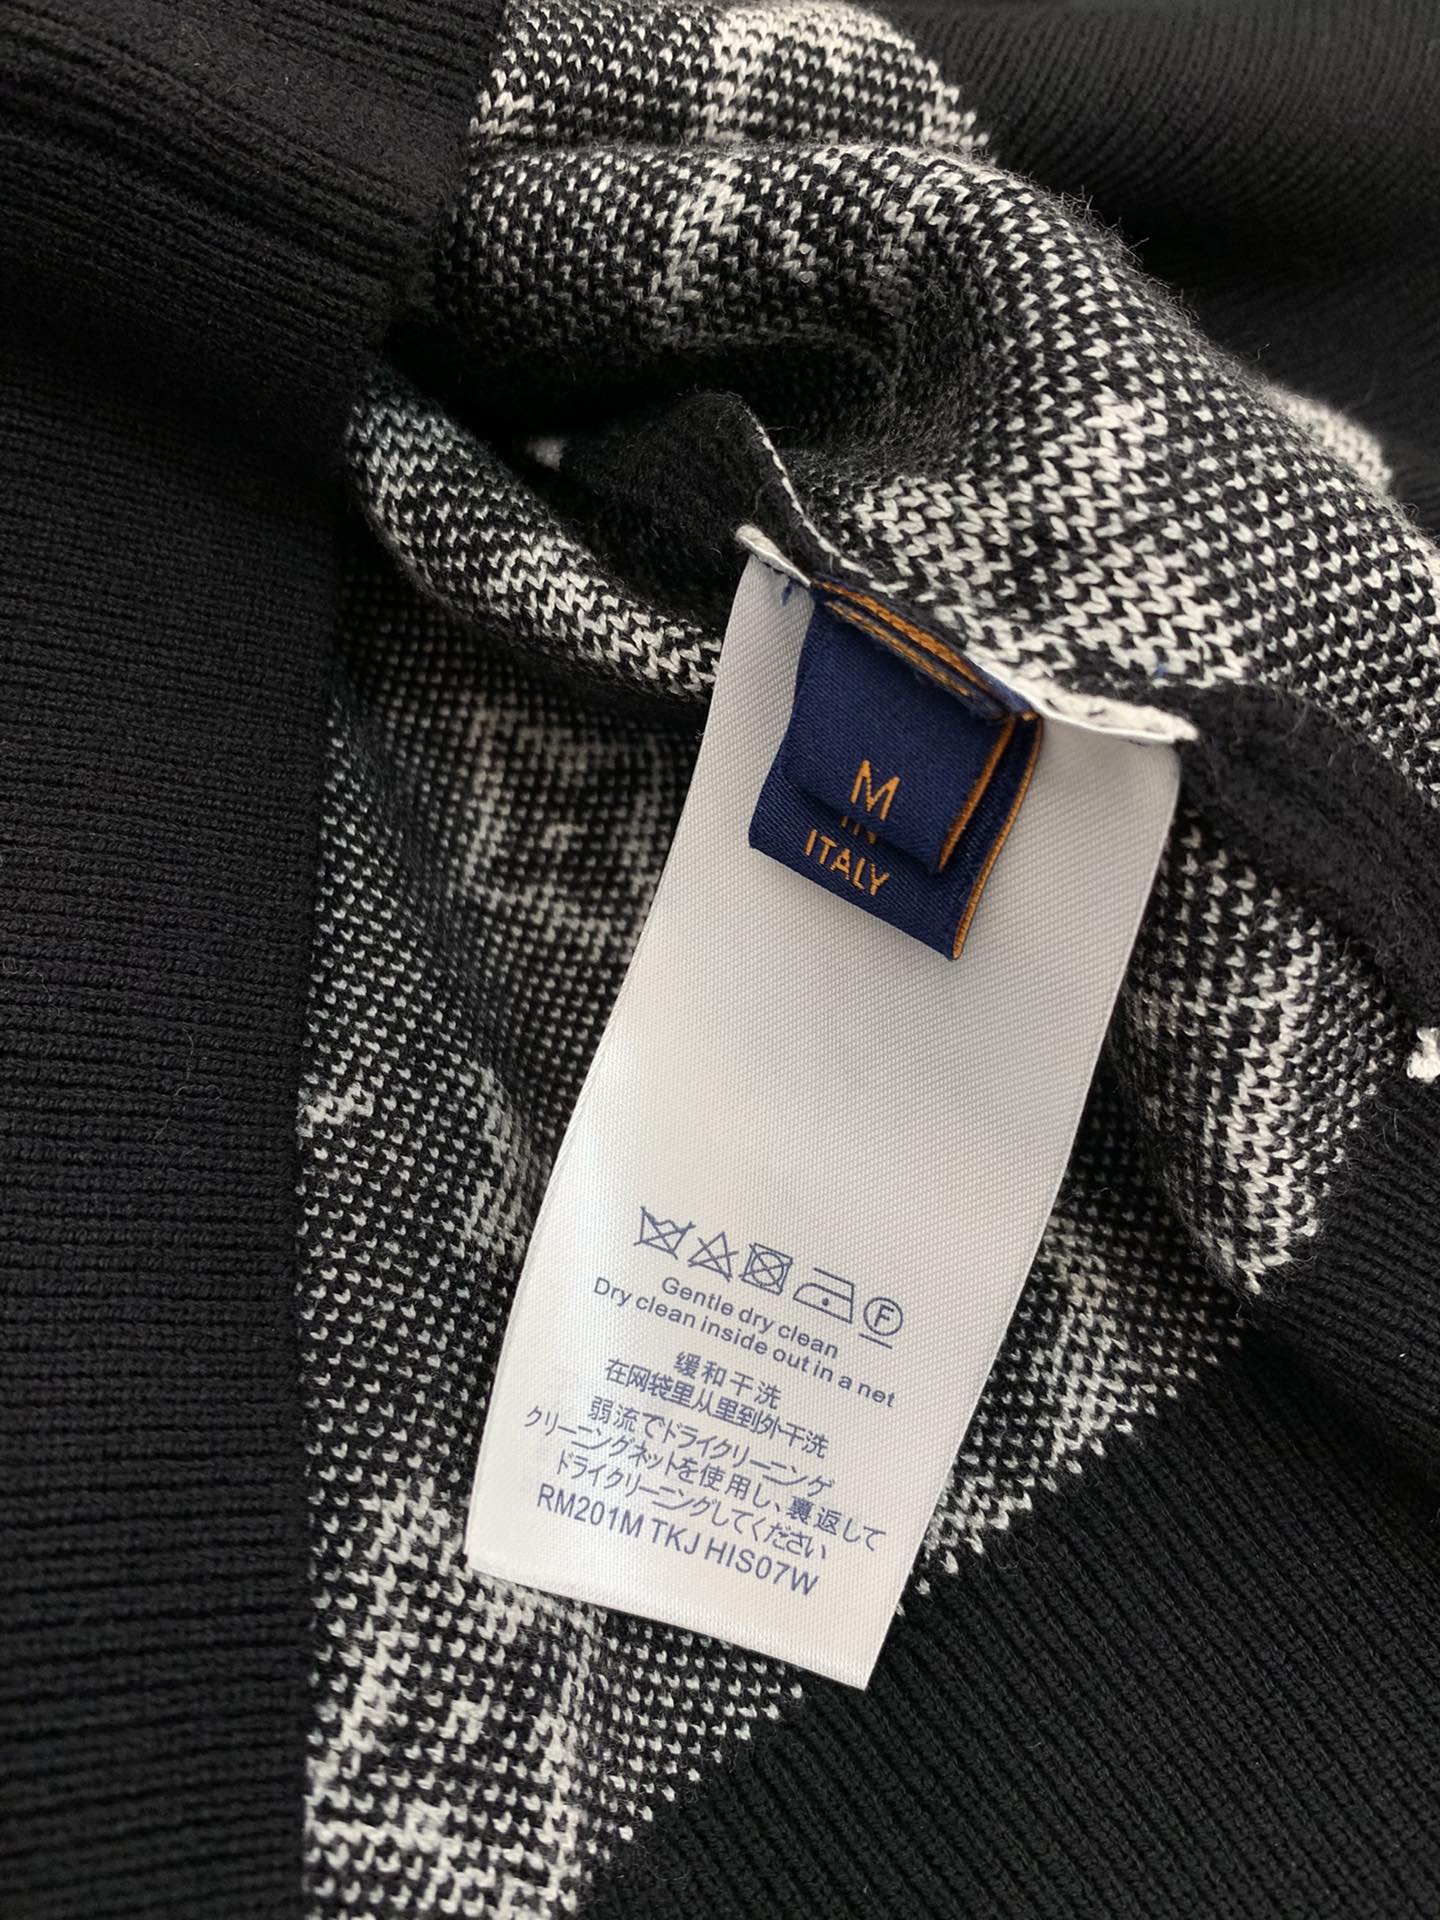 M
IN
ITALY
F
Gentle dry clean
Dry clean inside out in a net
缓和干洗
在网袋里从里到外干洗
弱流でドライクリーニング
クリーニングネットを使用し、裏返して
ドライクリーニングしてください
RM201M TKJ HIS07W